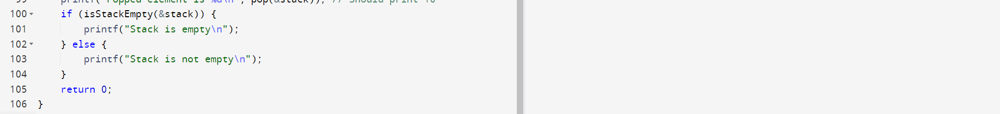 99 printf("Popped element is %d\n", pop(&stack)); // Should print 10
100 if (isStackEmpty(&stack)) {
101 printf("Stack is empty\n");
102 } else {
103 printf("Stack is not empty\n");
104 }
105 return 0;
106 }